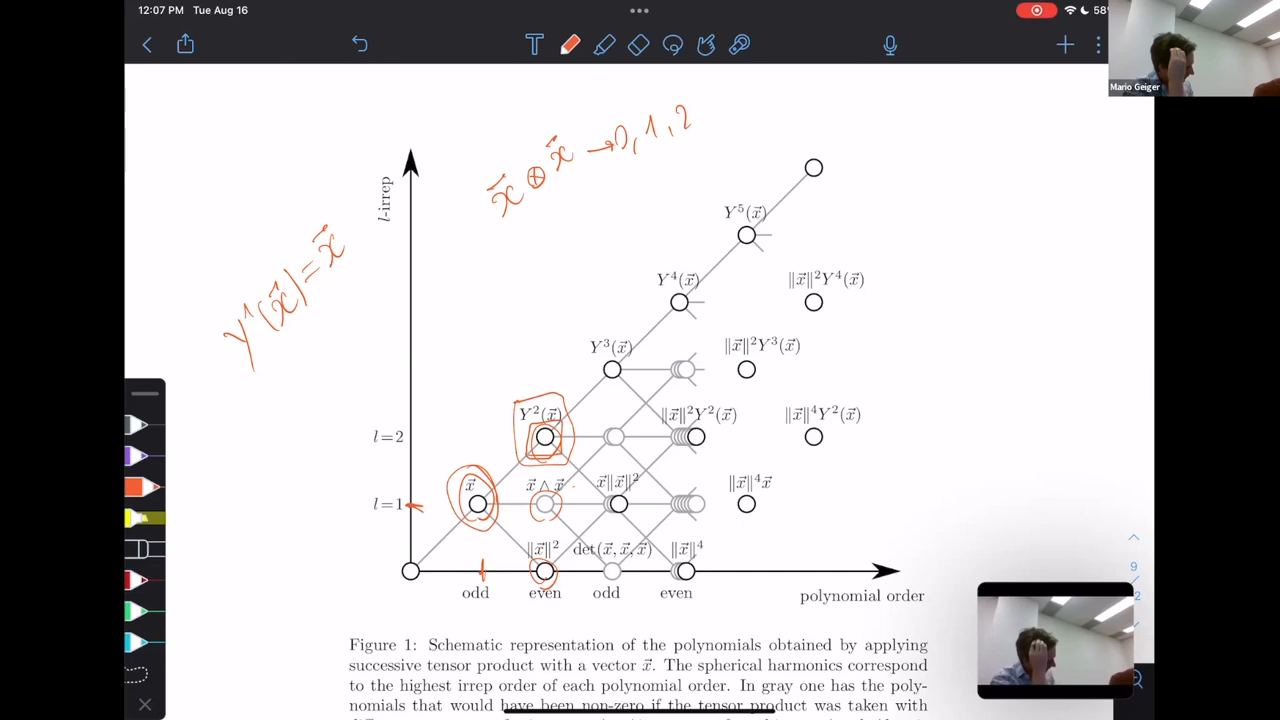 12:07 PM Tue Aug 16
58%
Mario Geiger
x⃗ ⊗ x⃗ → 0, 1, 2
Y¹(x⃗) = x⃗
l-irrep
Y⁵(x⃗)
Y⁴(x⃗)
‖x⃗‖²Y⁴(x⃗)
Y³(x⃗)
‖x⃗‖²Y³(x⃗)
Y²(x⃗)
‖x⃗‖²Y²(x⃗)
‖x⃗‖⁴Y²(x⃗)
l=2
x⃗
x⃗ ∧ x⃗
x⃗‖x⃗‖²
‖x⃗‖⁴x⃗
l=1
‖x⃗‖²
det(x⃗, x⃗, x⃗)
‖x⃗‖⁴
odd even odd even
polynomial order
9
Figure 1: Schematic representation of the polynomials obtained by applying
successive tensor product with a vector x⃗. The spherical harmonics correspond
to the highest irrep order of each polynomial order. In gray one has the poly-
nomials that would have been non-zero if the tensor product was taken with